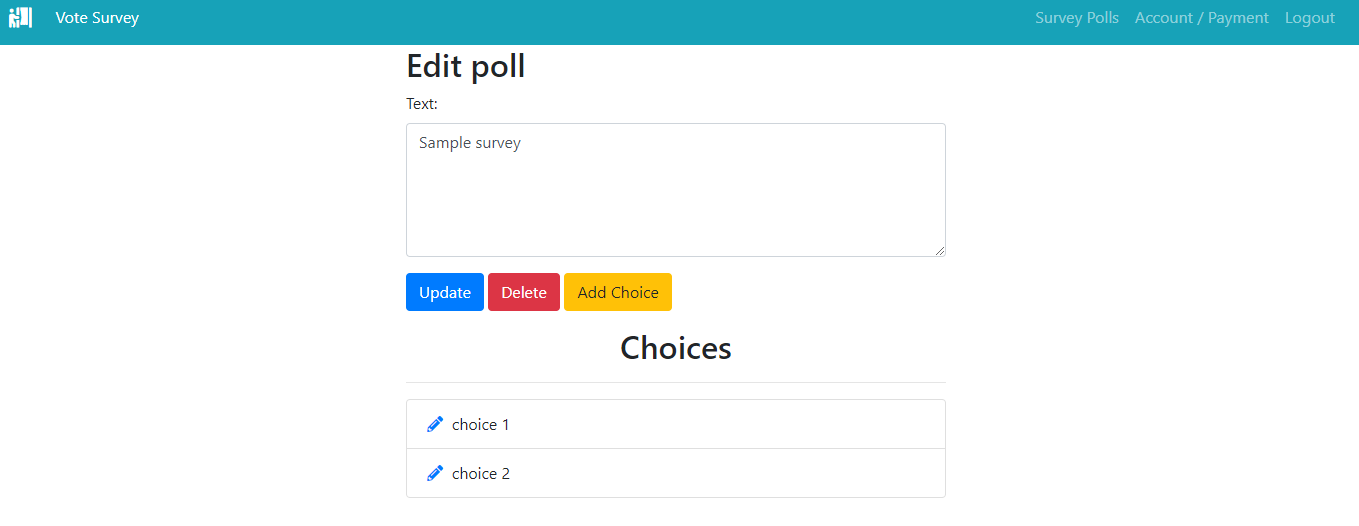 Vote Survey Survey Polls Account / Payment Logout
Edit poll
Text:
Sample survey
Update Delete Add Choice
Choices
choice 1
choice 2